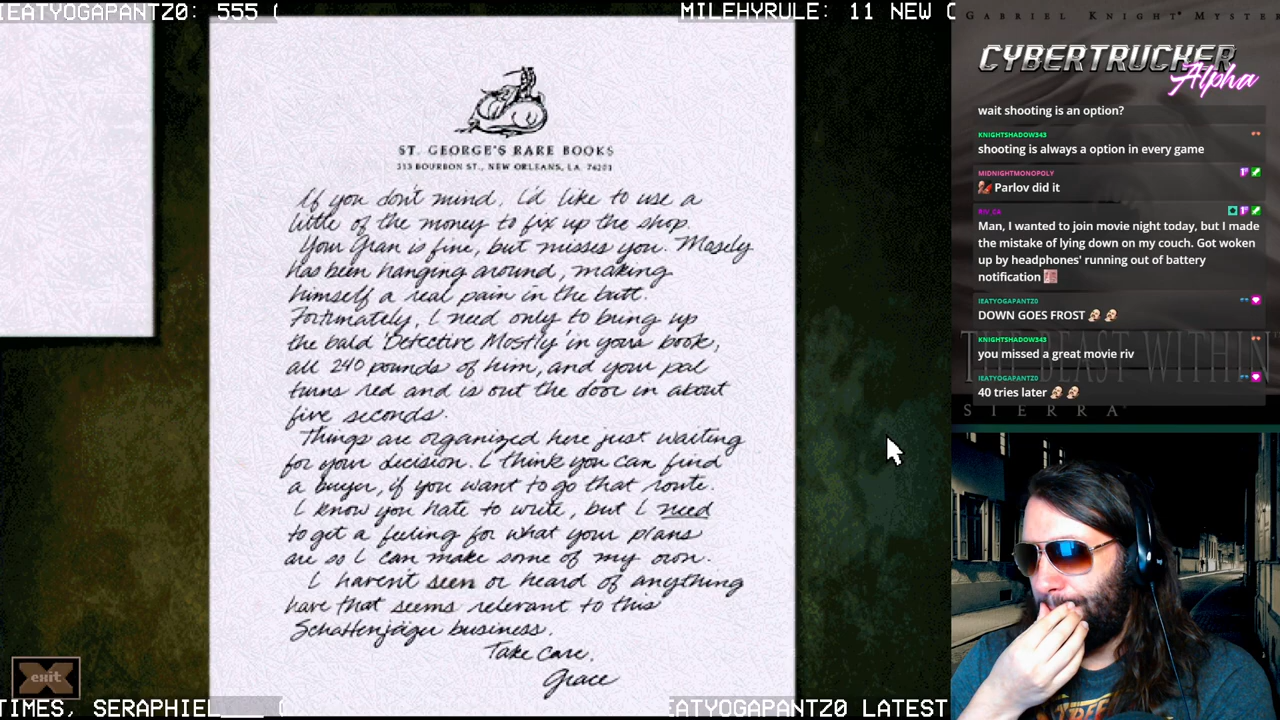 IEATYOGAPANTZ0: 555 (
MILEHYRULE: 11 NEW C
ST. GEORGE'S RARE BOOKS
313 BOURBON ST., NEW ORLEANS, LA. 74201
If you don't mind, I'd like to use a
little of the money to fix up the shop.
Your Gran is fine, but misses you. Mosely
has been hanging around, making
himself a real pain in the butt.
Fortunately, I need only to bring up
the bald 'Detective Mostly' in your book,
all 240 pounds of him, and your pal
turns red and is out the door in about
five seconds.
Things are organized here just waiting
for your decision. I think you can find
a buyer, if you want to go that route.
I know you hate to write, but I need
to get a feeling for what your plans
are so I can make some of my own.
I haven't seen or heard of anything
here that seems relevant to this
Schattenjäger business.
Take care,
Grace
exit
TIMES, SERAPHIEL___ (
EATYOGAPANTZ0 LATEST
GABRIEL KNIGHT® MYSTER
CYBERTRUCKER
Alpha
wait shooting is an option?
KNIGHTSHADOW343
shooting is always a option in every game
MIDNIGHTMONOPOLY
Parlov did it
RIV_C4
Man, I wanted to join movie night today, but I made
the mistake of lying down on my couch. Got woken
up by headphones' running out of battery
notification
IEATYOGAPANTZ0
DOWN GOES FROST
KNIGHTSHADOW343
you missed a great movie riv
THE BEAST WITHIN
IEATYOGAPANTZ0
40 tries later
SIERRA